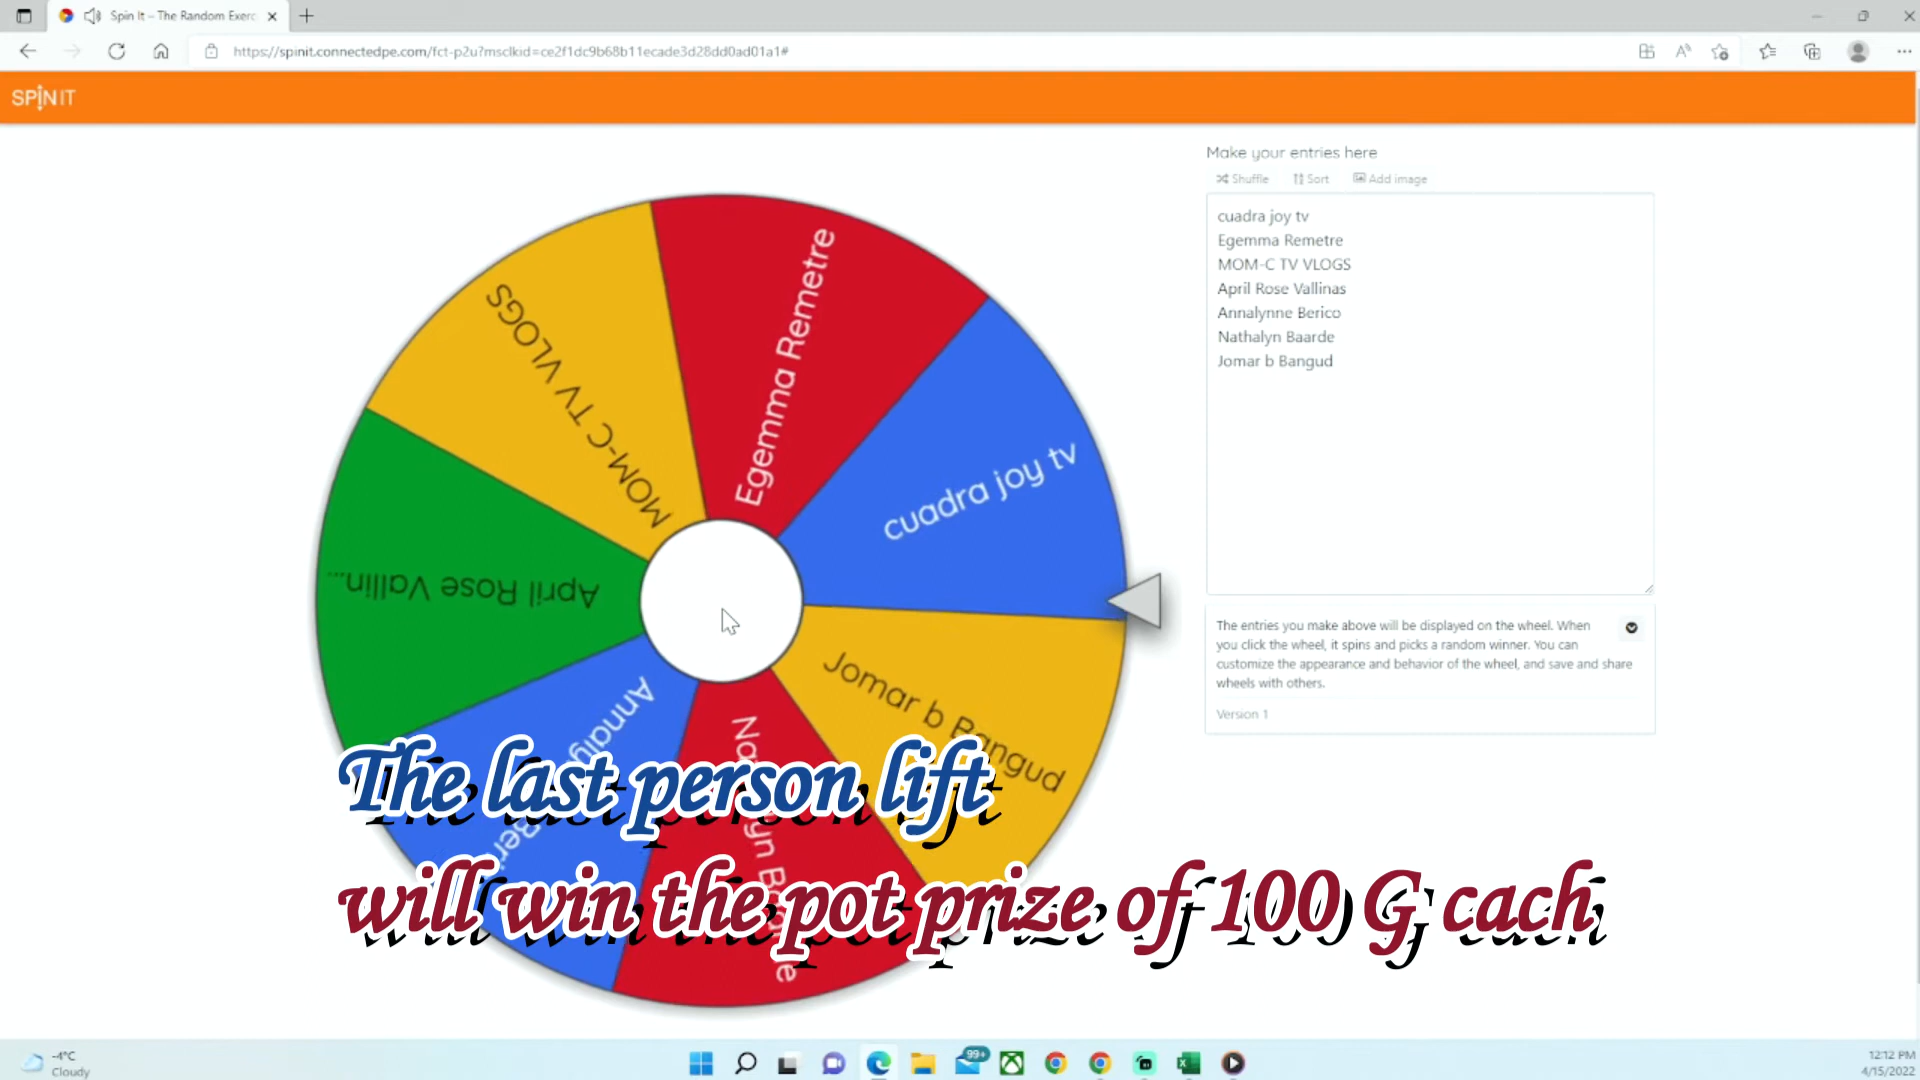 Spin It – The Random Exerc
https://spinit.connectedpe.com/fct-p2u?msclkid=ce2f1dc9b68b11ecade3d28dd0ad01a1#
SPIN IT
Make your entries here
Shuffle Sort Add image
cuadra joy tv
Egemma Remetre
MOM-C TV VLOGS
April Rose Vallinas
Annalynne Berico
Nathalyn Baarde
Jomar b Bangud
Egemma Remetre
MOM-C TV VLOGS
cuadra joy tv
April Rose Vallin...
Jomar b Bangud
The entries you make above will be displayed on the wheel. When
you click the wheel, it spins and picks a random winner. You can
customize the appearance and behavior of the wheel, and save and share
wheels with others.
Version 1
The last person lift
will win the pot prize of 100 G cach
-4°C
Cloudy
99+
12:12 PM
4/15/2022